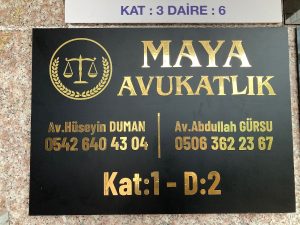 KAT : 3 DAİRE : 6
MAYA
AVUKATLIK
Av.Hüseyin DUMAN
0542 640 43 04
Av.Abdullah GÜRSU
0506 362 23 67
Kat:1 - D:2